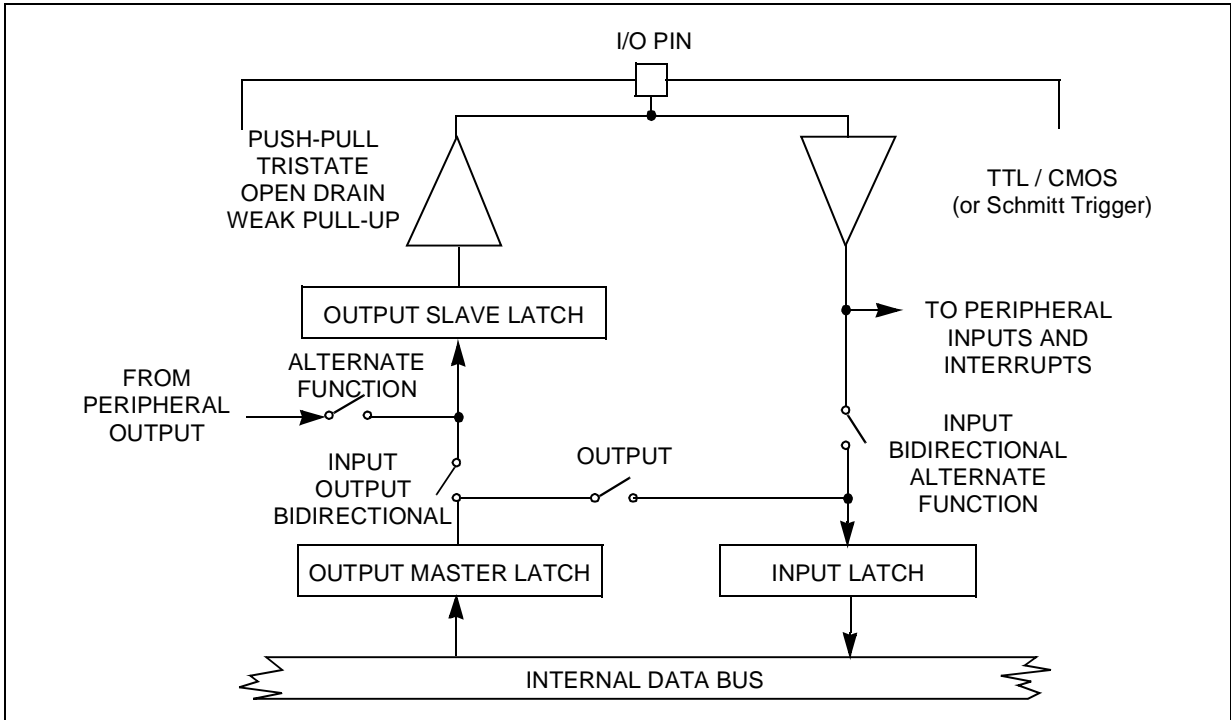 I/O PIN
PUSH-PULL
TRISTATE
OPEN DRAIN
WEAK PULL-UP
TTL / CMOS
(or Schmitt Trigger)
OUTPUT SLAVE LATCH
TO PERIPHERAL
INPUTS AND
INTERRUPTS
ALTERNATE
FUNCTION
FROM
PERIPHERAL
OUTPUT
INPUT
OUTPUT
BIDIRECTIONAL
OUTPUT
INPUT
BIDIRECTIONAL
ALTERNATE
FUNCTION
OUTPUT MASTER LATCH
INPUT LATCH
INTERNAL DATA BUS